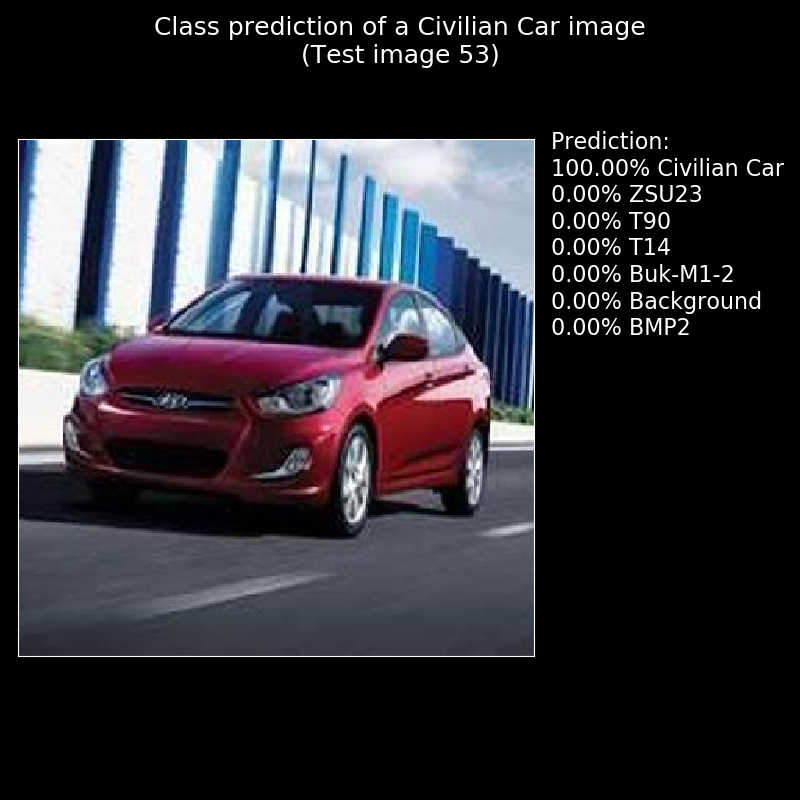 Class prediction of a Civilian Car image
(Test image 53)
Prediction:
100.00% Civilian Car
0.00% ZSU23
0.00% T90
0.00% T14
0.00% Buk-M1-2
0.00% Background
0.00% BMP2